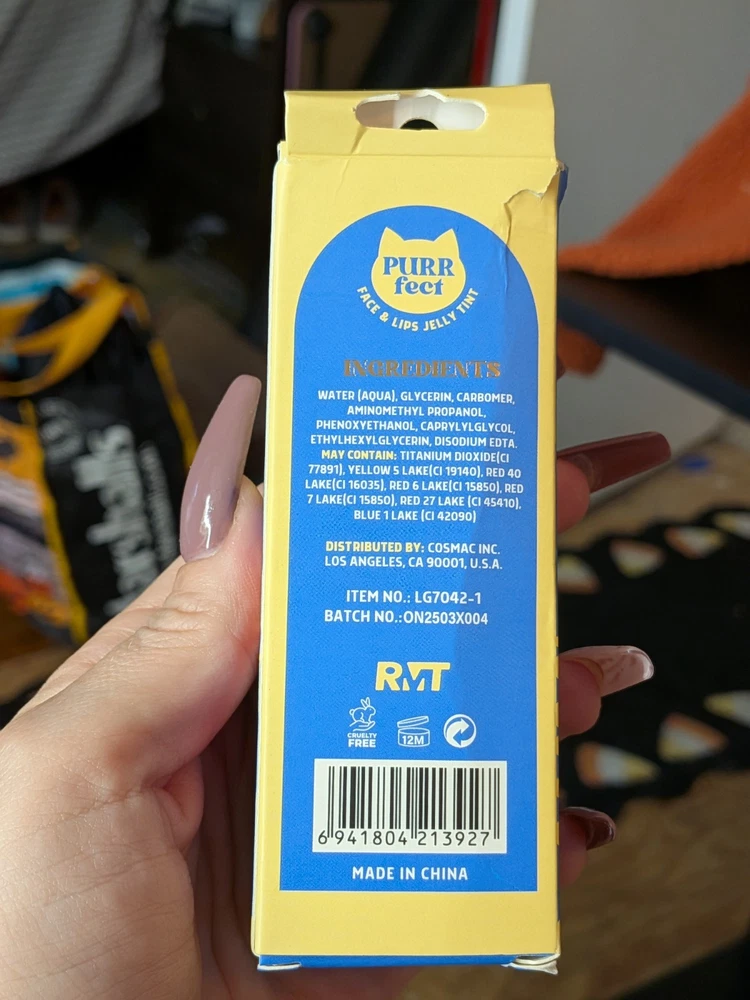 PURR
fect
FACE & LIPS JELLY TINT
INGREDIENTS
WATER (AQUA), GLYCERIN, CARBOMER,
AMINOMETHYL PROPANOL,
PHENOXYETHANOL, CAPRYLYLGLYCOL,
ETHYLHEXYLGLYCERIN, DISODIUM EDTA.
MAY CONTAIN: TITANIUM DIOXIDE(CI
77891), YELLOW 5 LAKE(CI 19140), RED 40
LAKE(CI 16035), RED 6 LAKE(CI 15850), RED
7 LAKE(CI 15850), RED 27 LAKE (CI 45410),
BLUE 1 LAKE (CI 42090)
DISTRIBUTED BY: COSMAC INC.
LOS ANGELES, CA 90001, U.S.A.
ITEM NO.: LG7042-1
BATCH NO.:ON2503X004
RMT
CRUELTY
FREE
12M
6 941804 213927
MADE IN CHINA